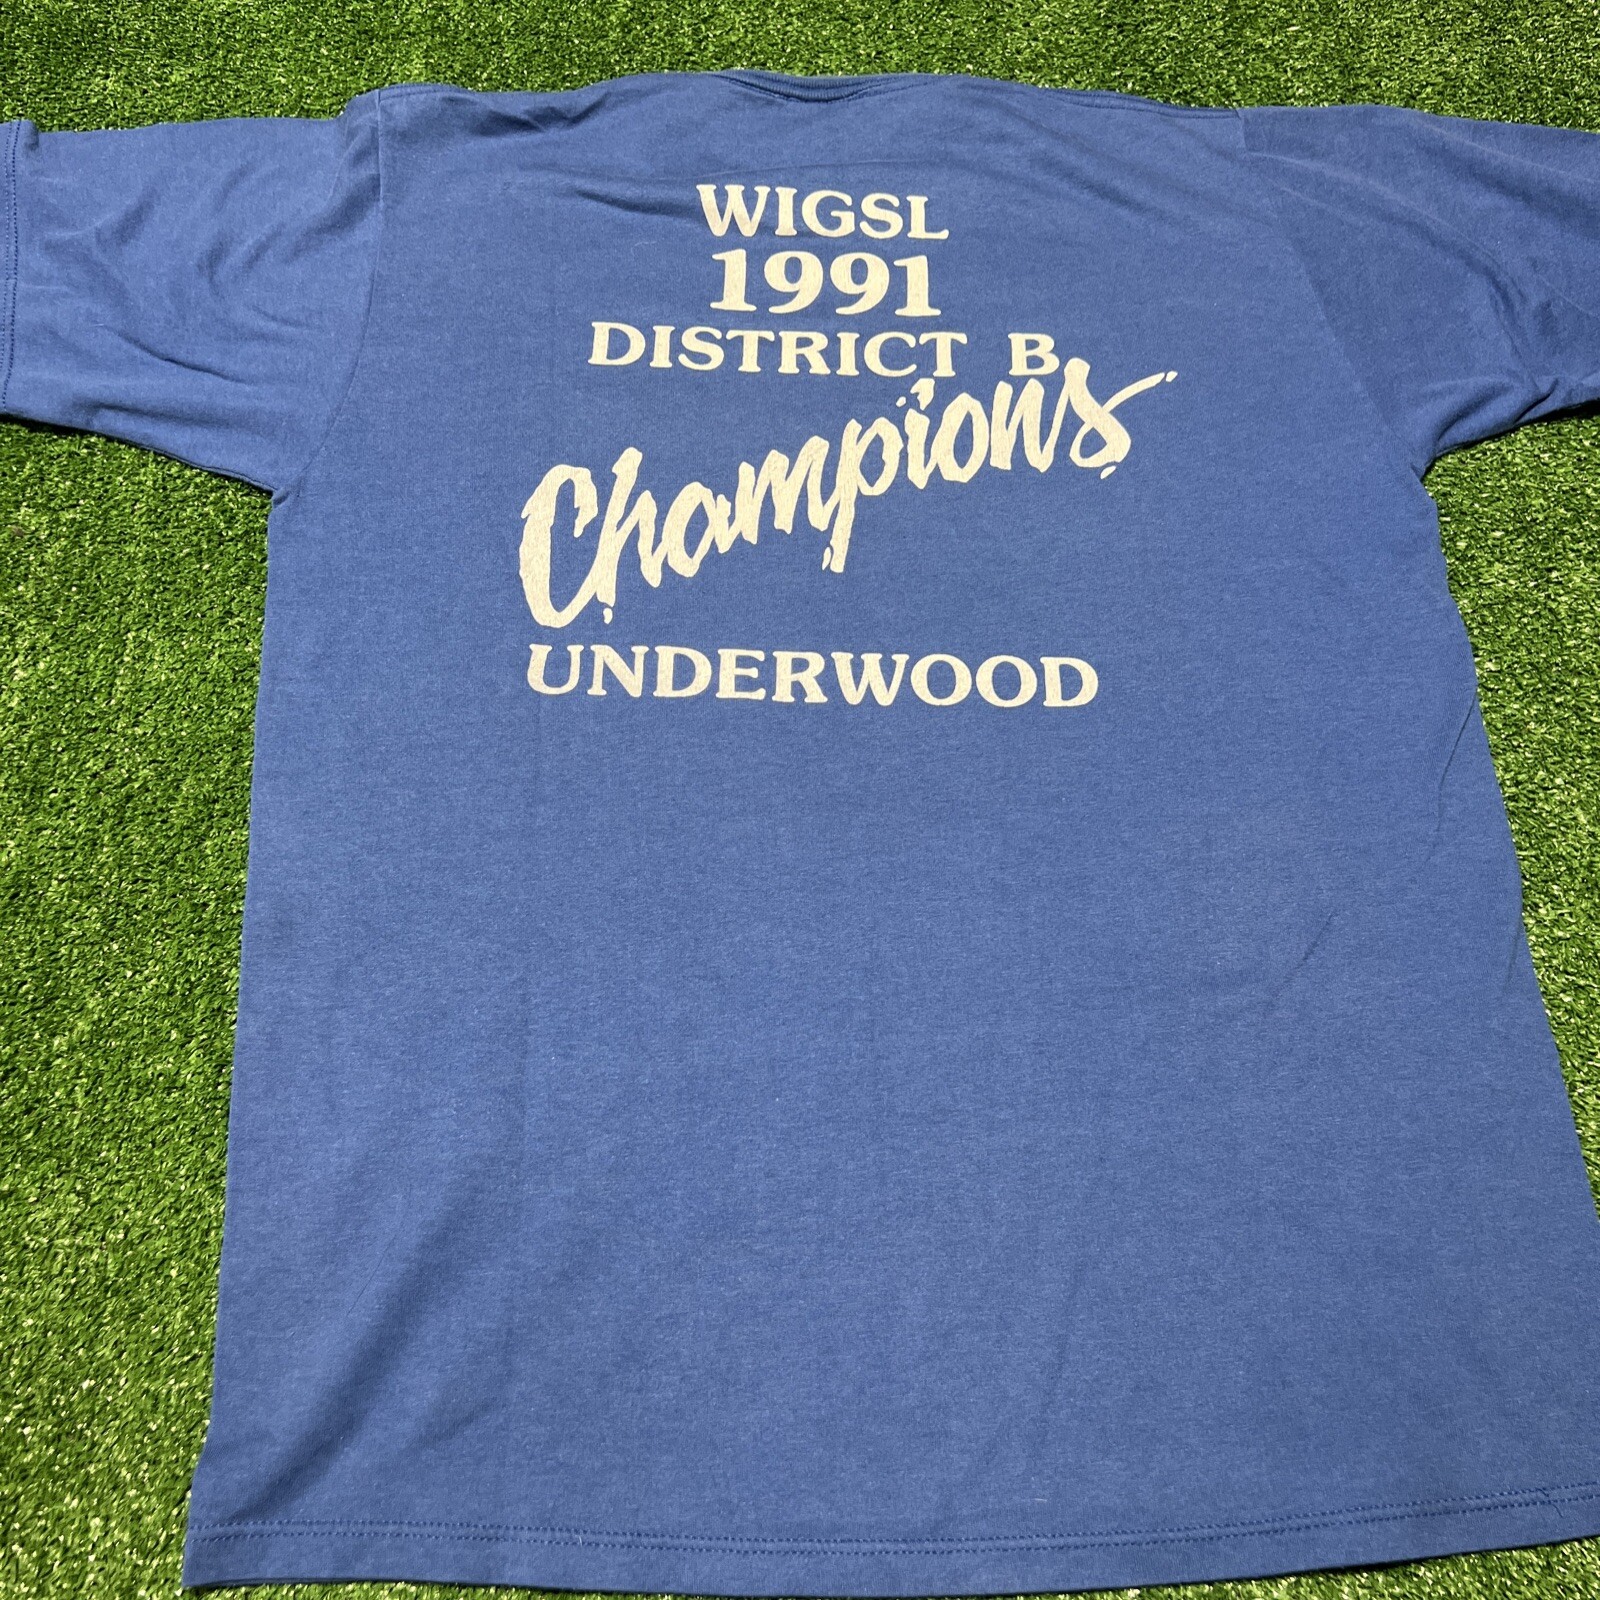 WIGSL
1991
DISTRICT B
Champions
UNDERWOOD